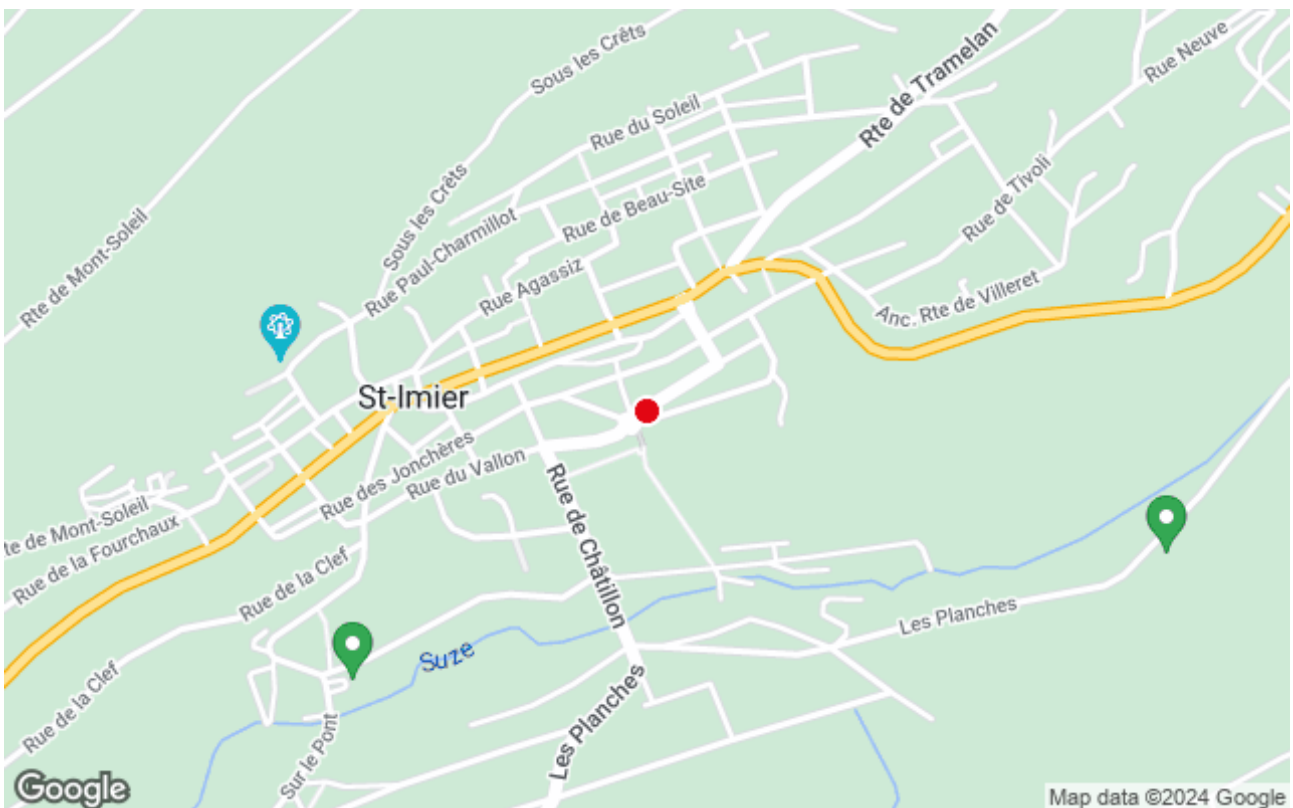 Sous les Crêts
Rte de Tramelan
Rue Neuve
Rue du Soleil
Rue de Tivoli
Rue de Beau-Site
Sous les Crêts
Rte de Mont-Soleil
Rue Paul-Charmillot
Rue Agassiz
Anc. Rte de Villeret
St-Imier
Rue des Jonchères
Rue du Vallon
te de Mont-Soleil
Rue de la Fourchaux
Rue de Châtillon
Rue de la Clef
Les Planches
Suze
Rue de la Clef
Les Planches
Sur le Pont
Google
Map data ©2024 Google